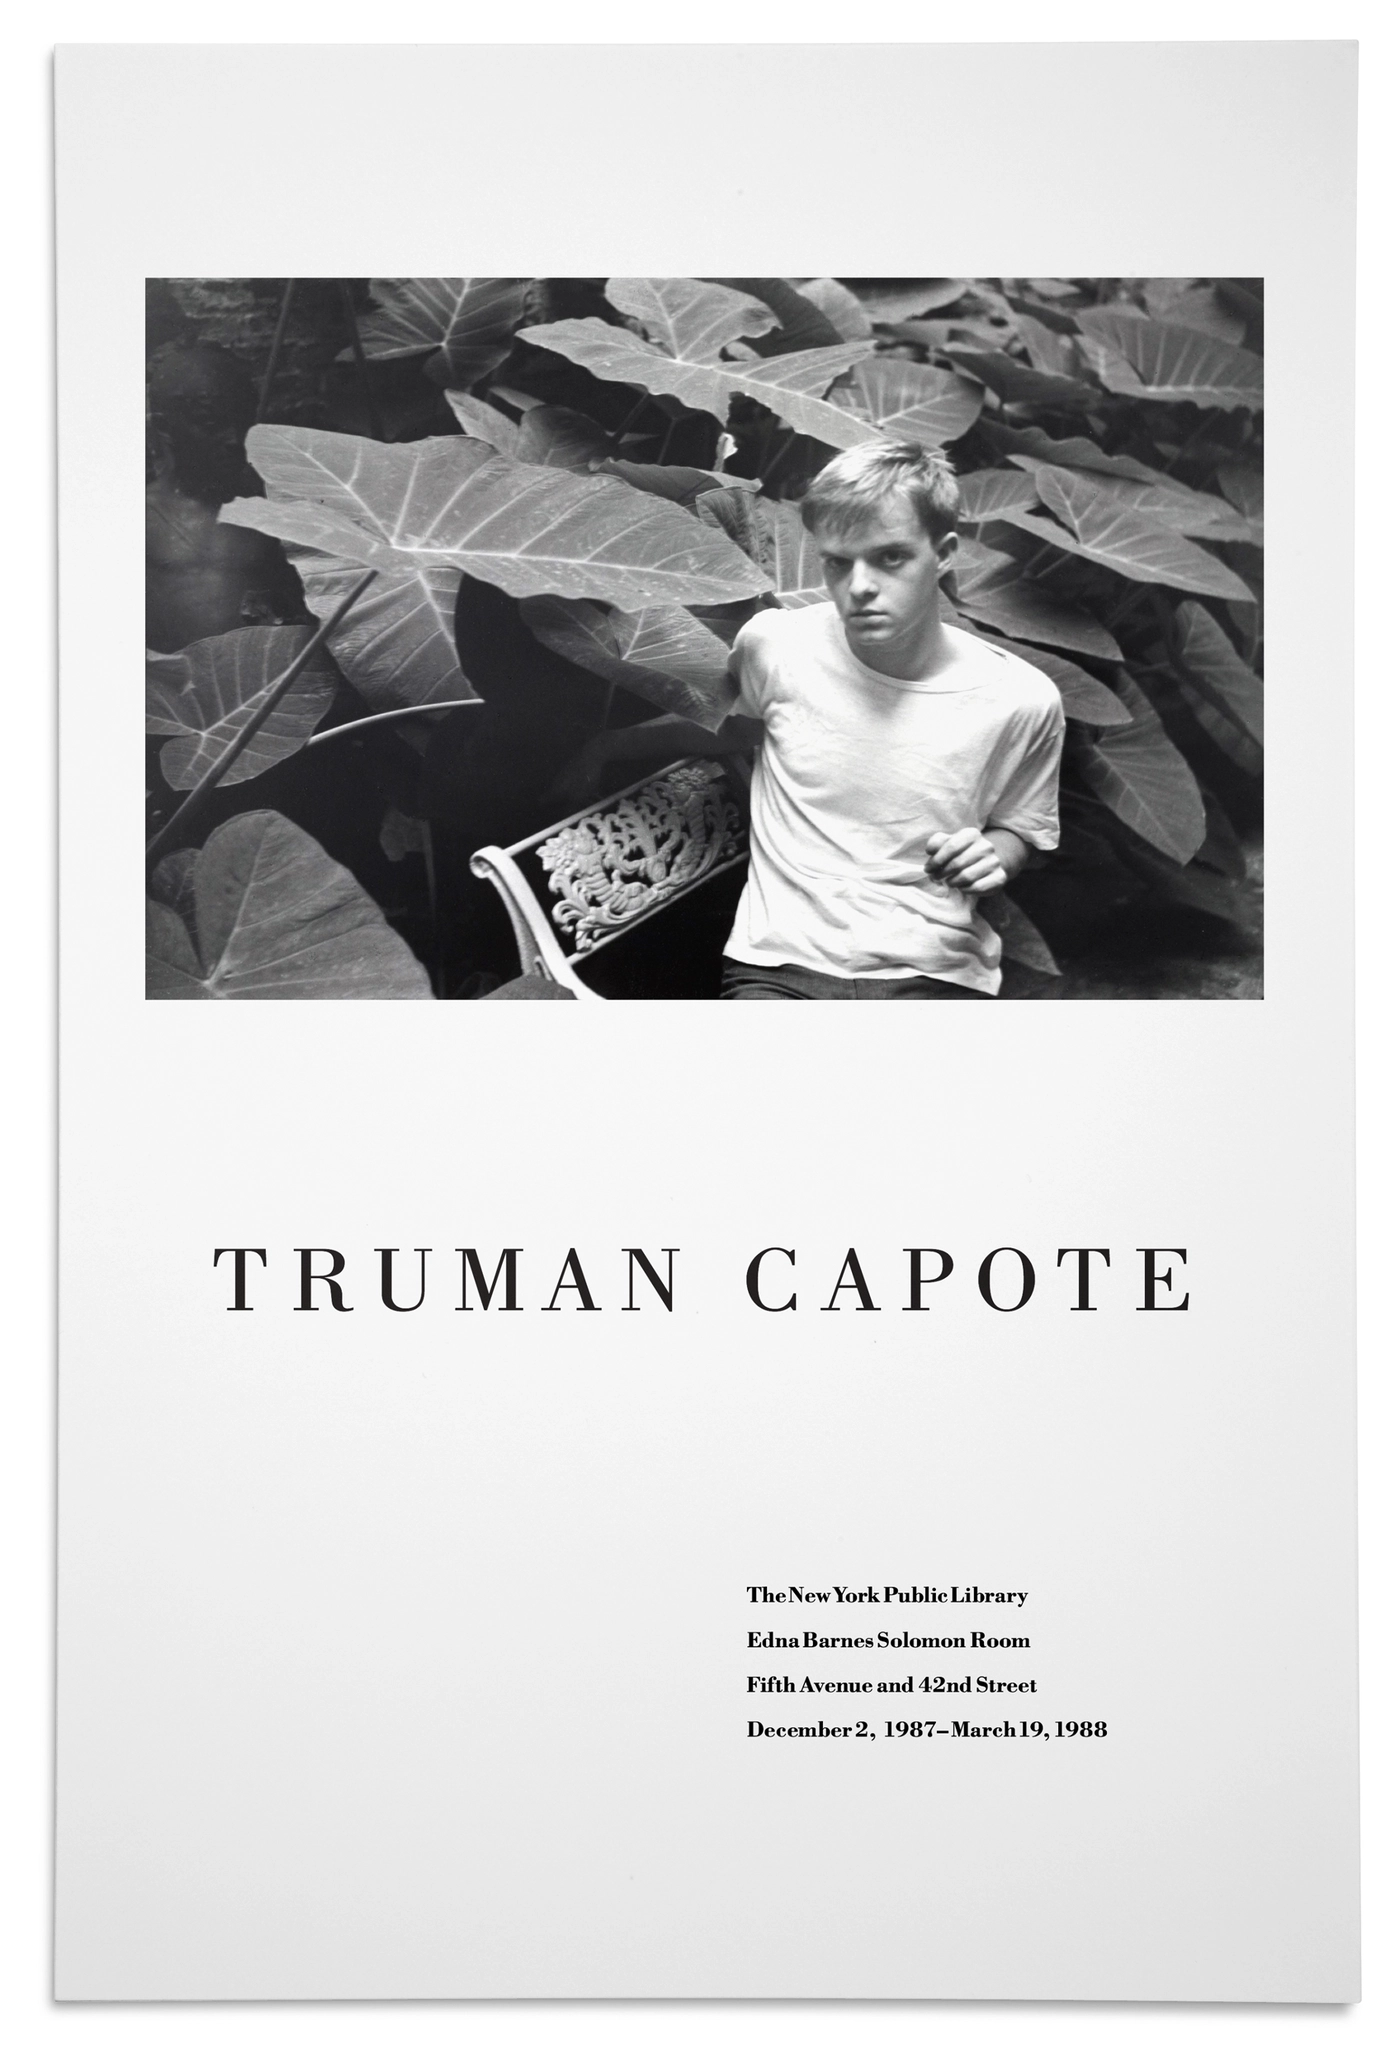 TRUMAN CAPOTE
The New York Public Library
Edna Barnes Solomon Room
Fifth Avenue and 42nd Street
December 2, 1987–March 19, 1988